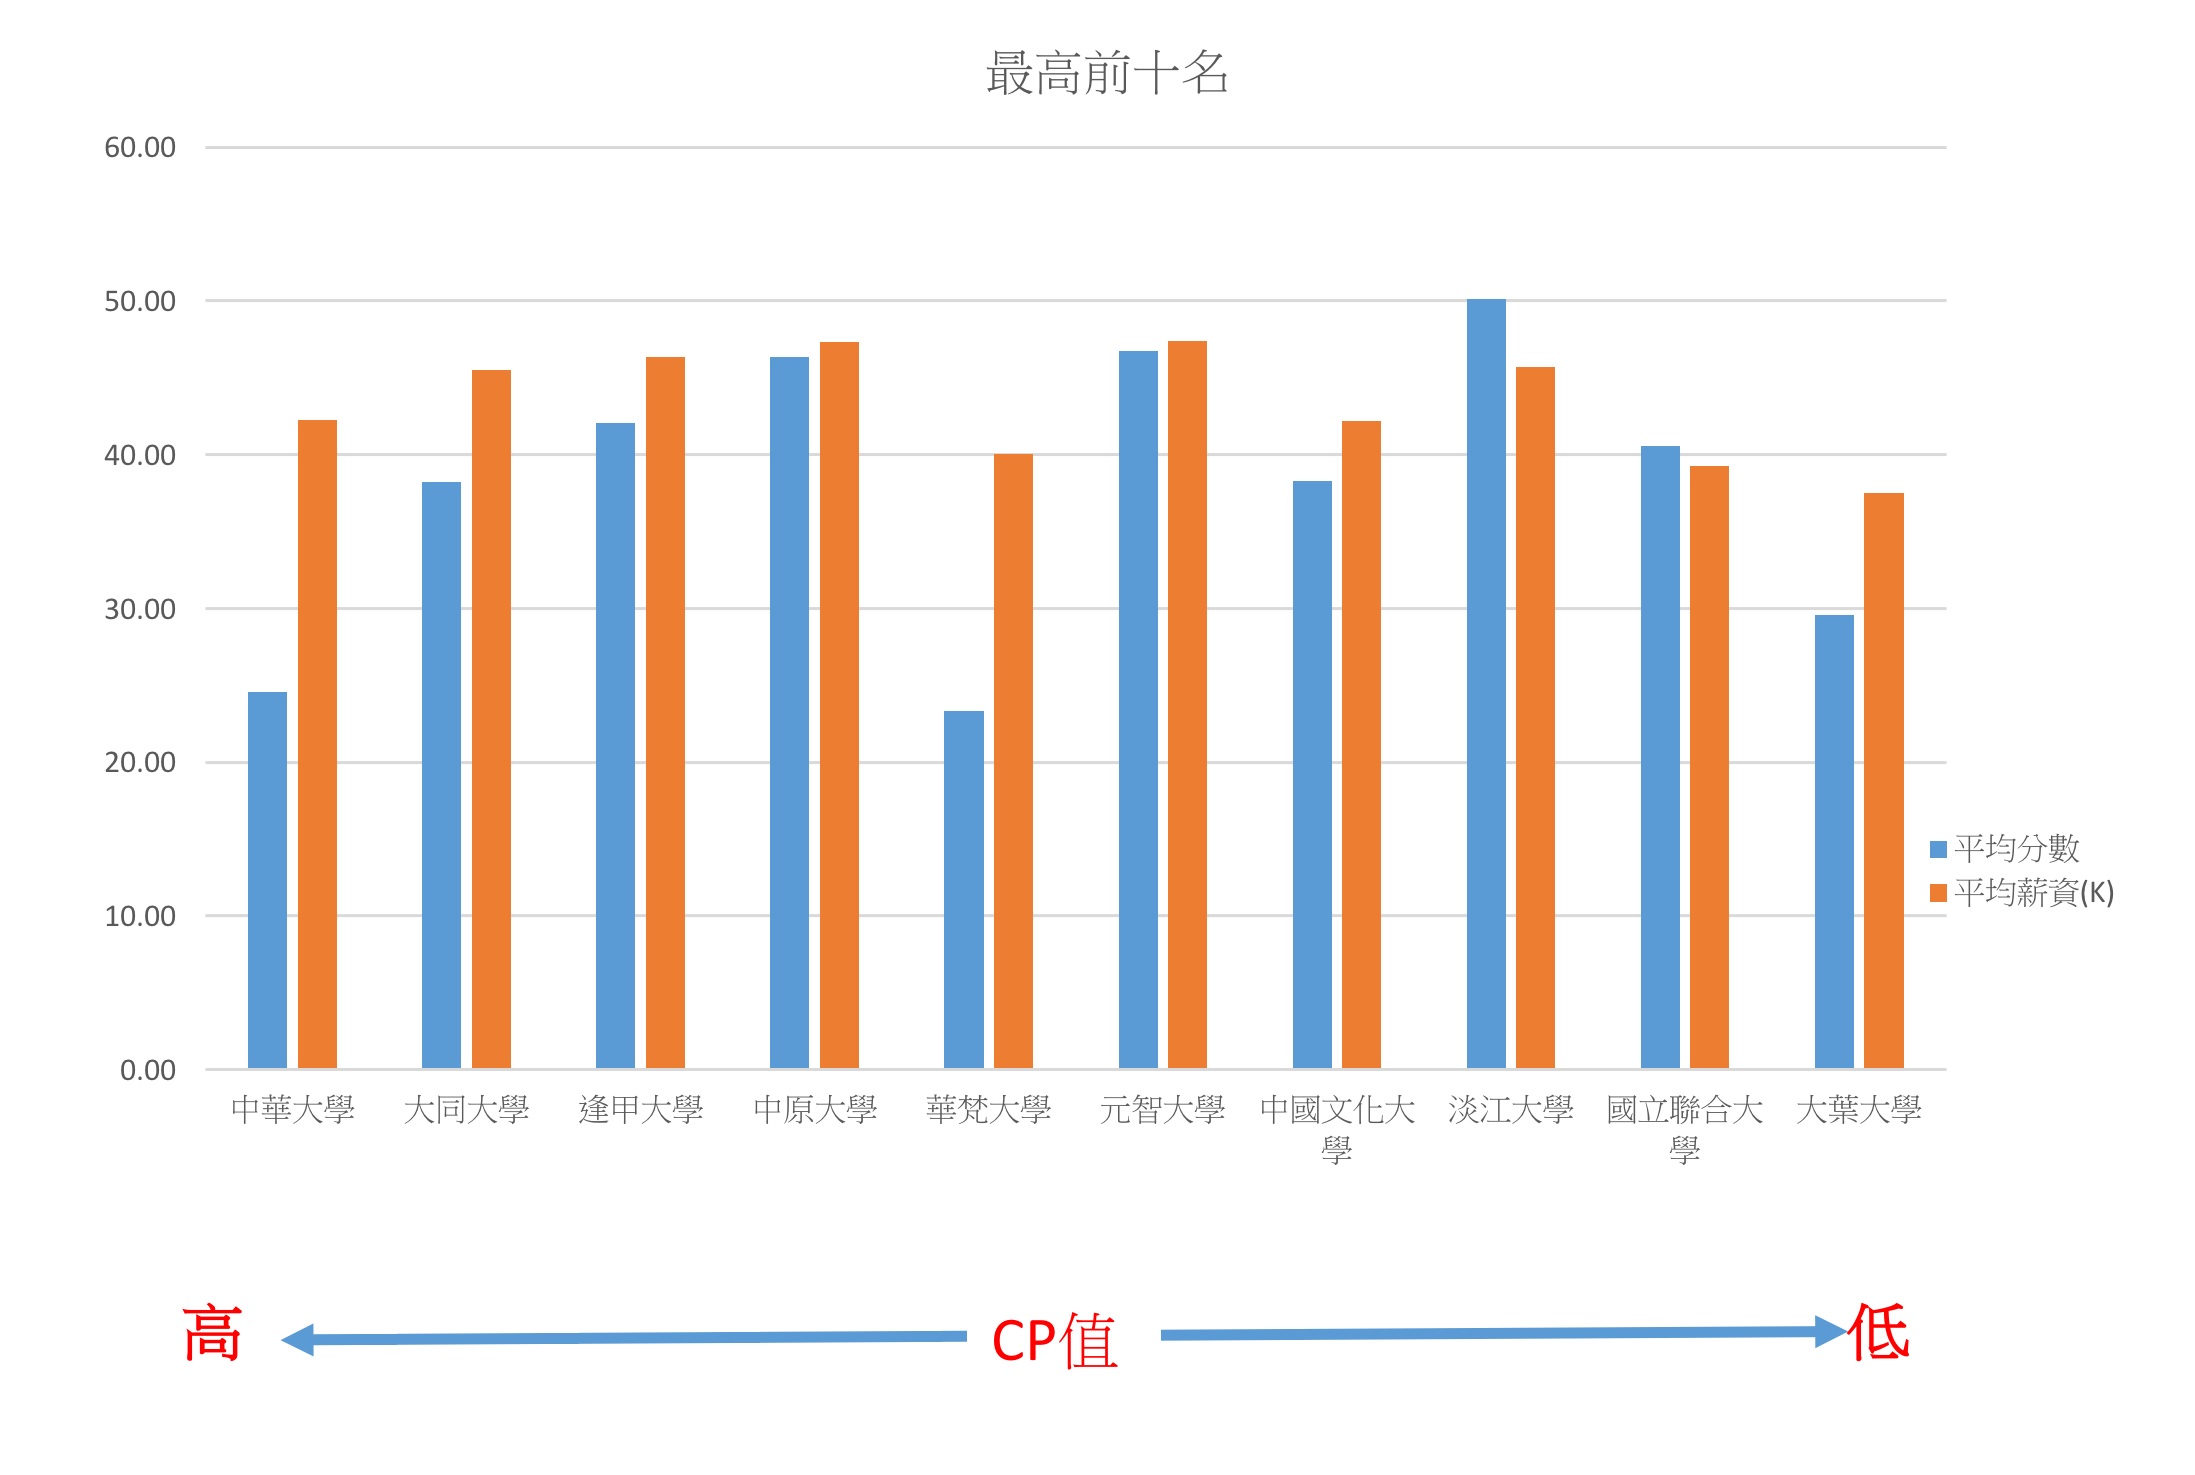 最高前十名
60.00
50.00
40.00
30.00
20.00
10.00
0.00
平均分數
平均薪資(K)
中華大學
大同大學
逢甲大學
中原大學
華梵大學
元智大學
中國文化大
學
淡江大學
國立聯合大
學
大葉大學
高
CP值
低